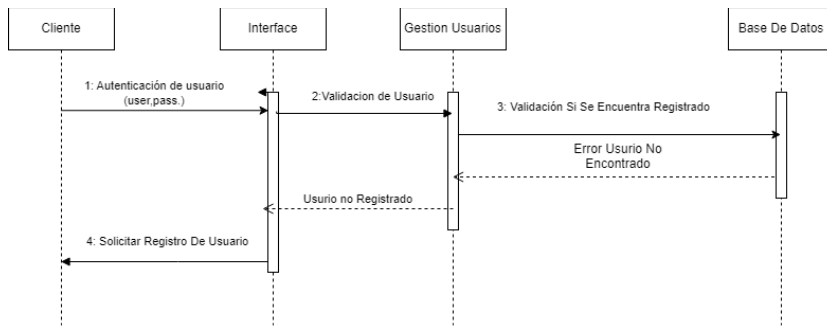 Cliente
Interface
Gestion Usuarios
Base De Datos
1: Autenticación de usuario
(user,pass.)
2:Validacion de Usuario
3: Validación Si Se Encuentra Registrado
Error Usurio No
Encontrado
Usurio no Registrado
4: Solicitar Registro De Usuario